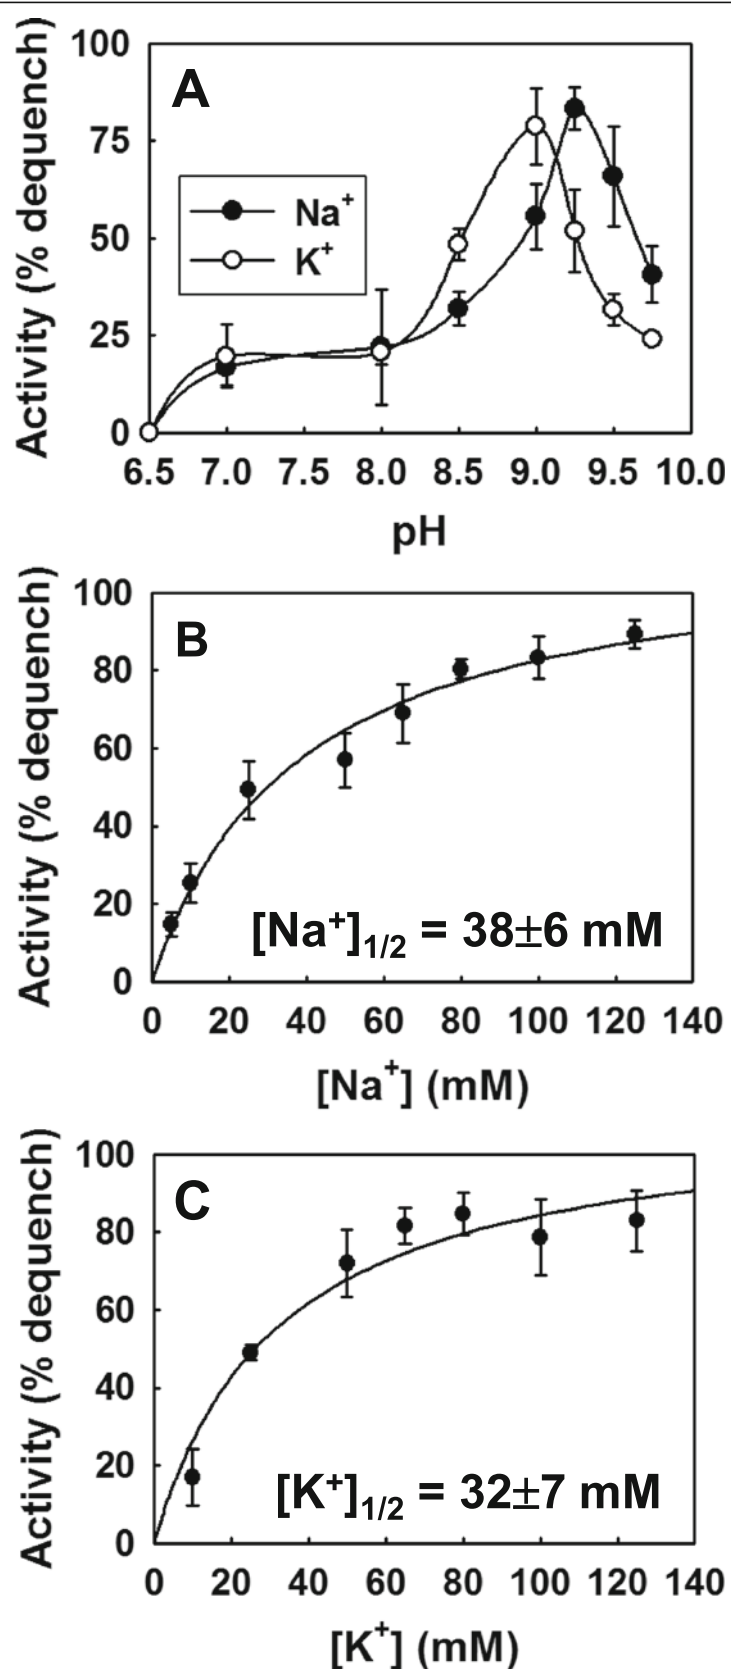 A
Activity (% dequench)
100
75
50
25
0
Na+
K+
6.5 7.0 7.5 8.0 8.5 9.0 9.5 10.0
pH
B
Activity (% dequench)
100
80
60
40
20
0
[Na+]1/2 = 38±6 mM
0 20 40 60 80 100 120 140
[Na+] (mM)
C
Activity (% dequench)
100
80
60
40
20
0
[K+]1/2 = 32±7 mM
0 20 40 60 80 100 120 140
[K+] (mM)